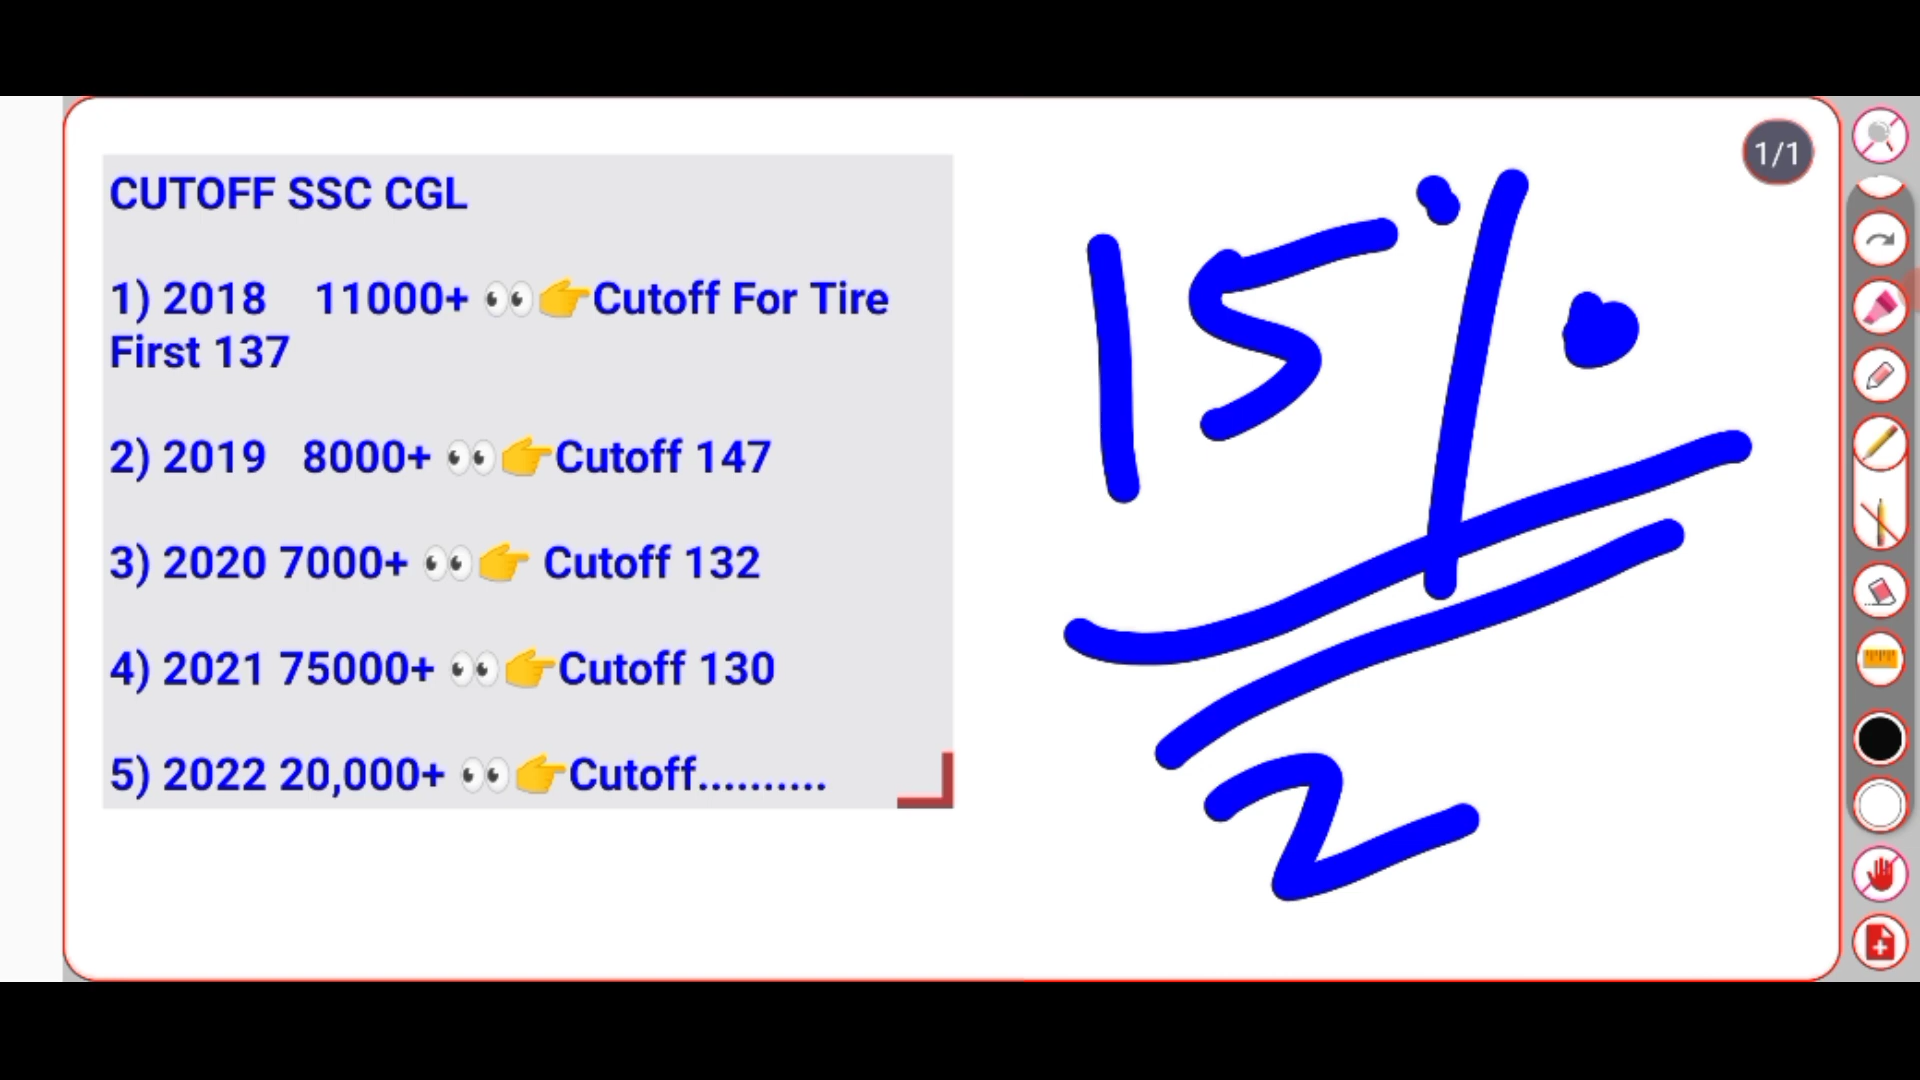 CUTOFF SSC CGL
1) 2018 11000+ 👀👉Cutoff For Tire
First 137
2) 2019 8000+ 👀👉Cutoff 147
3) 2020 7000+ 👀👉 Cutoff 132
4) 2021 75000+ 👀👉Cutoff 130
5) 2022 20,000+ 👀👉Cutoff..........
1/1
15%
2